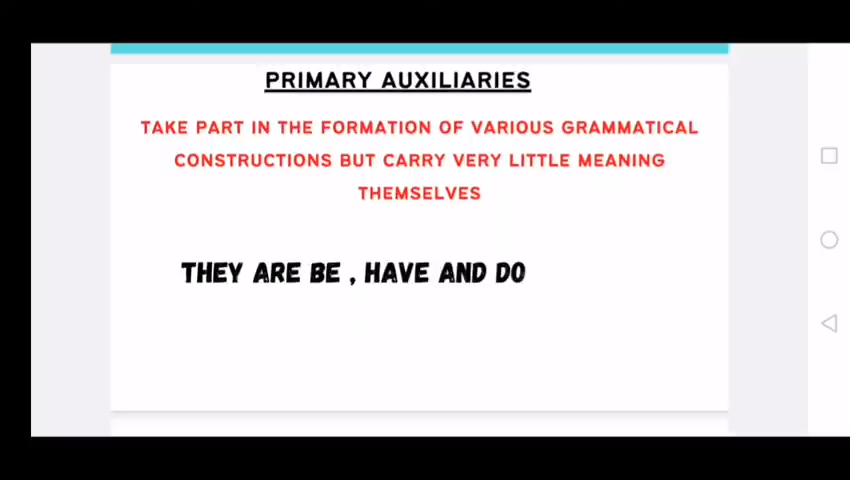 PRIMARY AUXILIARIES
TAKE PART IN THE FORMATION OF VARIOUS GRAMMATICAL
CONSTRUCTIONS BUT CARRY VERY LITTLE MEANING
THEMSELVES
THEY ARE BE , HAVE AND DO